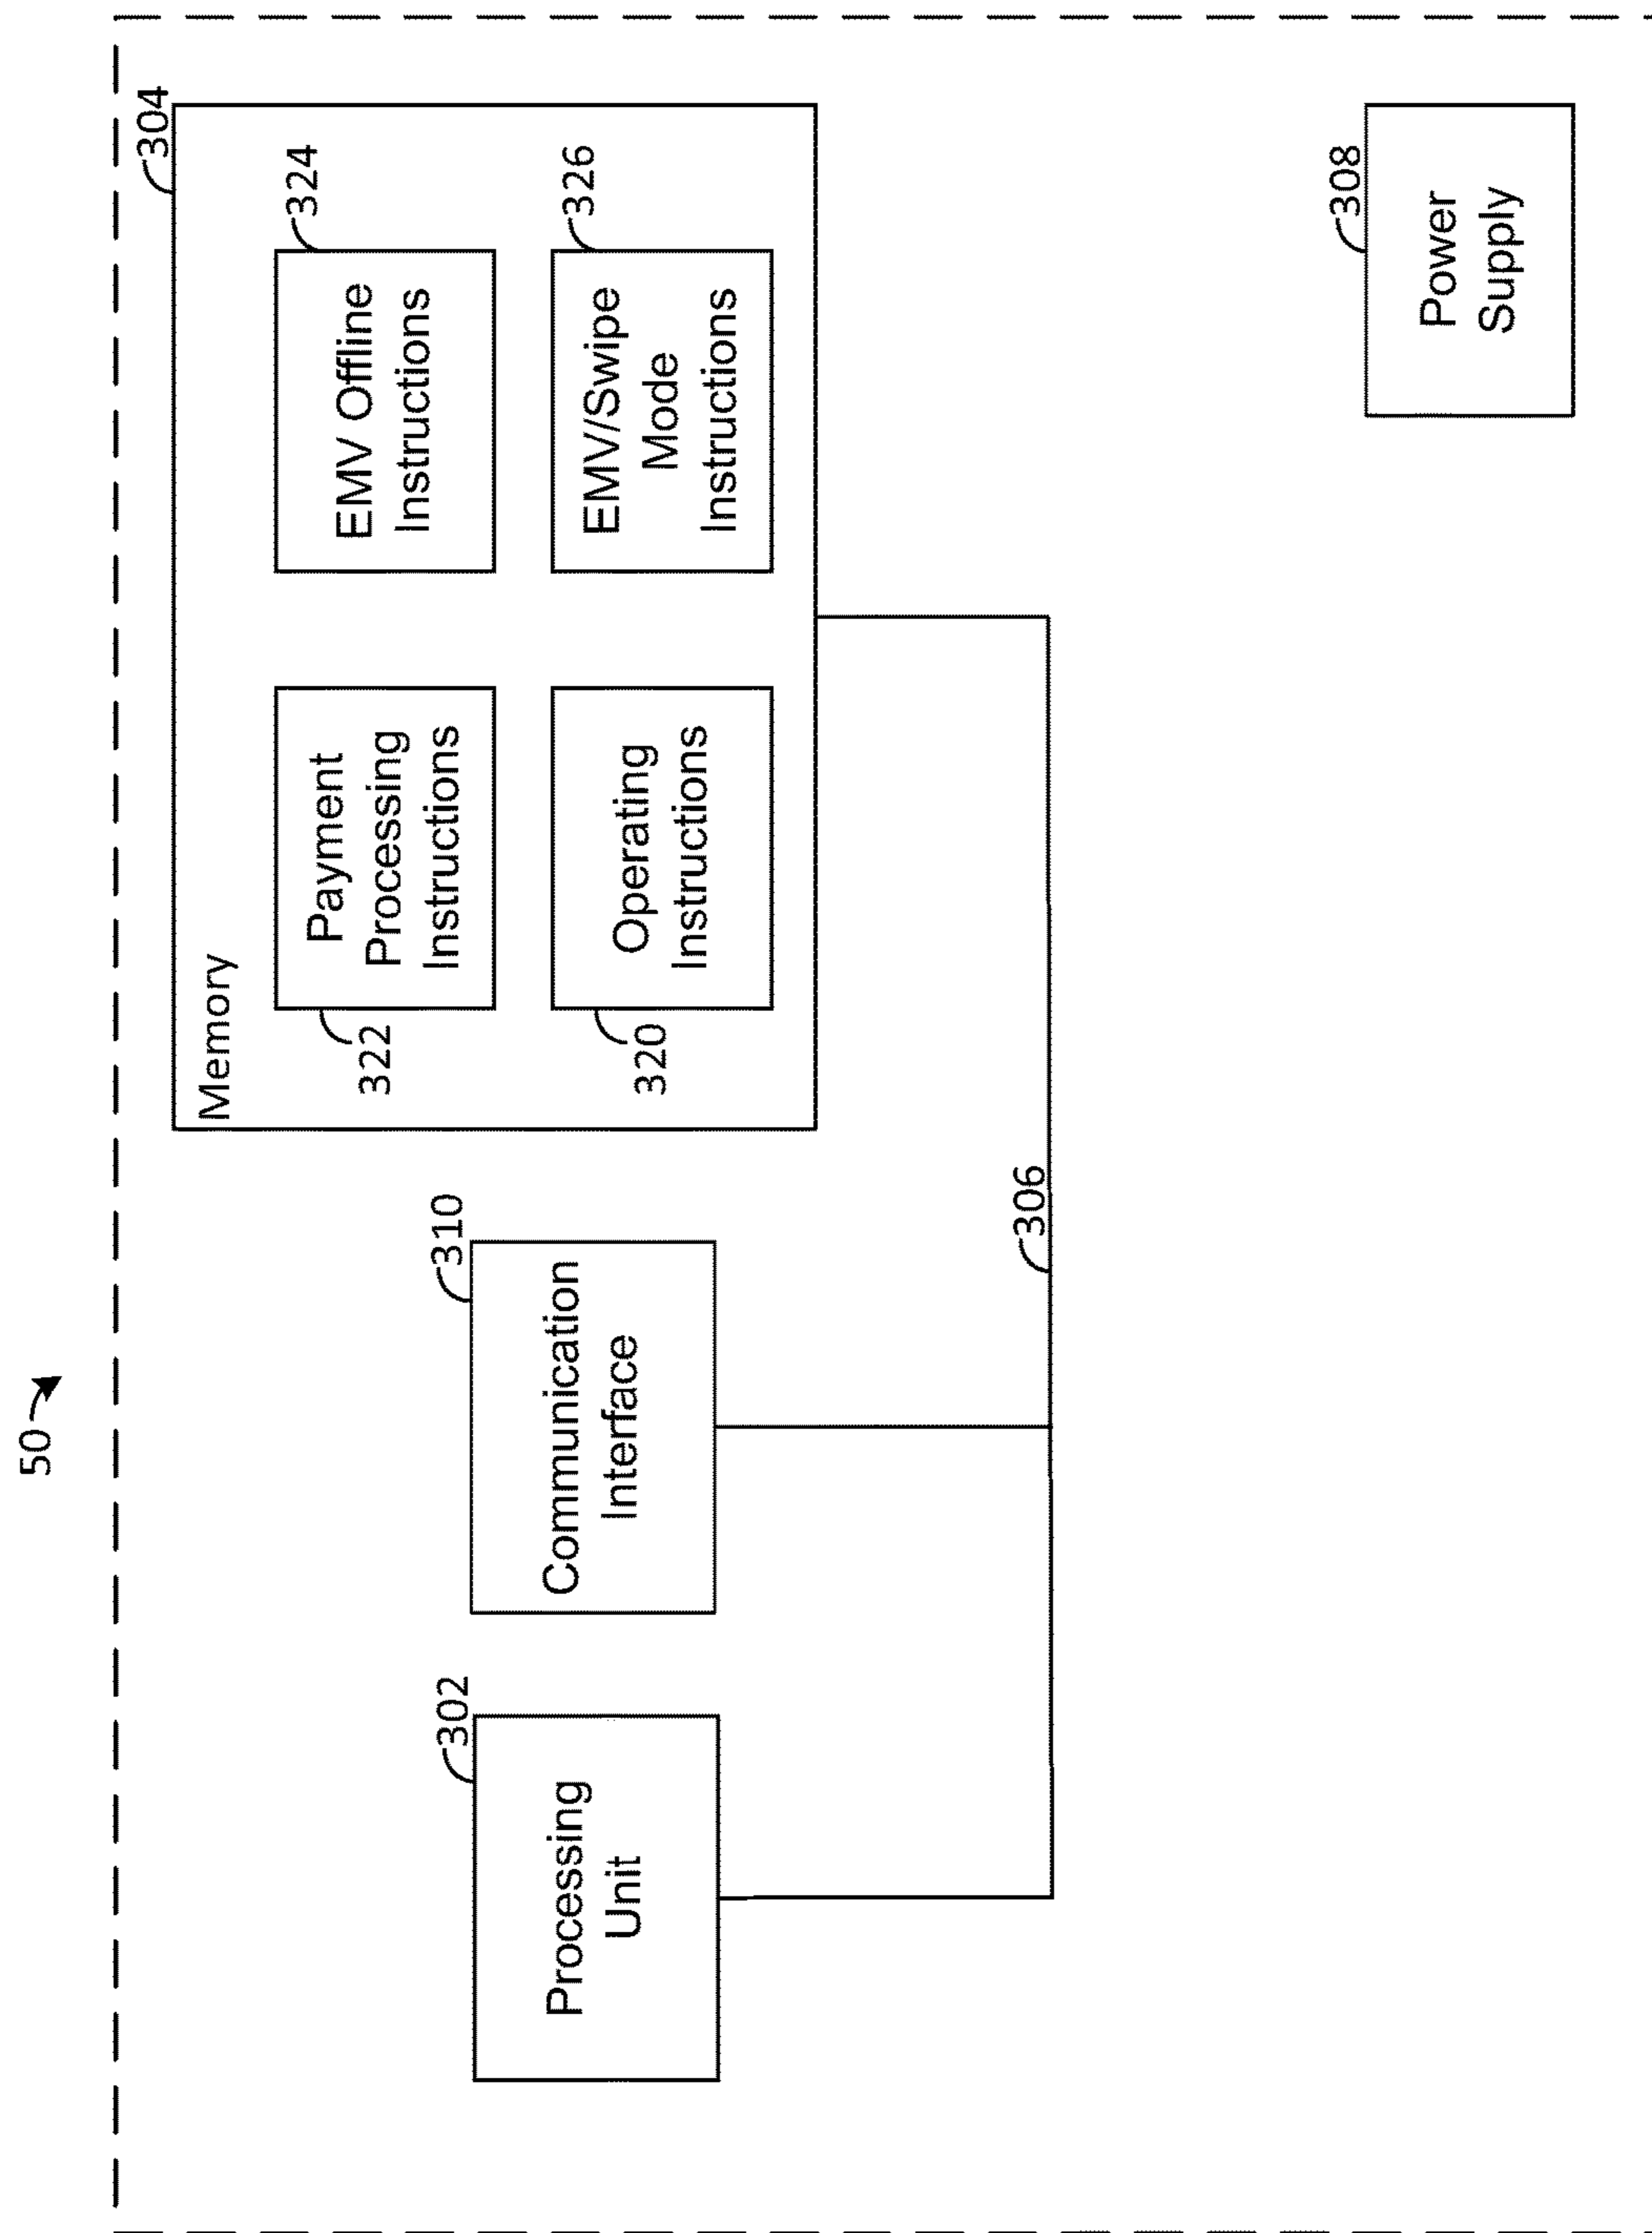 50
302
Processing
Unit
310
Communication
Interface
304
Memory
322
Payment
Processing
Instructions
324
EMV Offline
Instructions
320
Operating
Instructions
326
EMV/Swipe
Mode
Instructions
306
308
Power
Supply